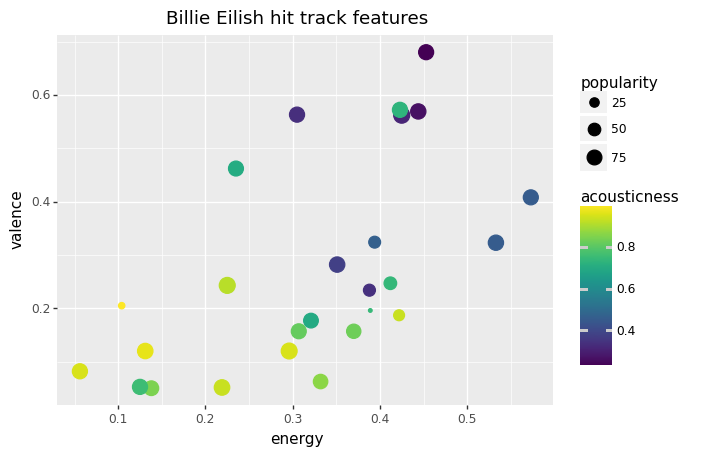 Billie Eilish hit track features
valence
0.6
0.4
0.2
0.1
0.2
0.3
0.4
0.5
energy
popularity
25
50
75
acousticness
0.8
0.6
0.4